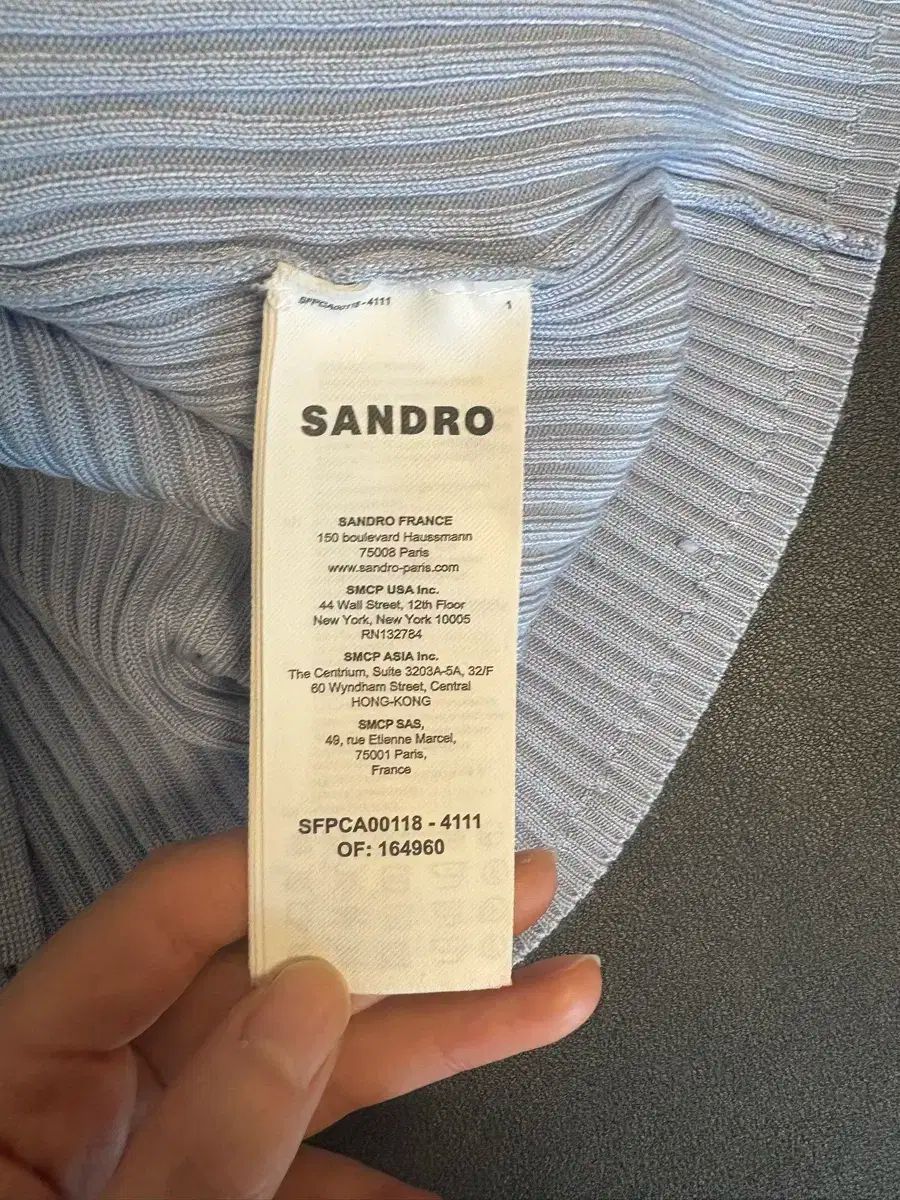 SFPCA00118-4111 1
SANDRO
SANDRO FRANCE
150 boulevard Haussmann
75008 Paris
www.sandro-paris.com
SMCP USA Inc.
44 Wall Street, 12th Floor
New York, New York 10005
RN132784
SMCP ASIA Inc.
The Centrium, Suite 3203A-5A, 32/F
60 Wyndham Street, Central
HONG-KONG
SMCP SAS,
49, rue Etienne Marcel,
75001 Paris,
France
SFPCA00118 - 4111
OF: 164960